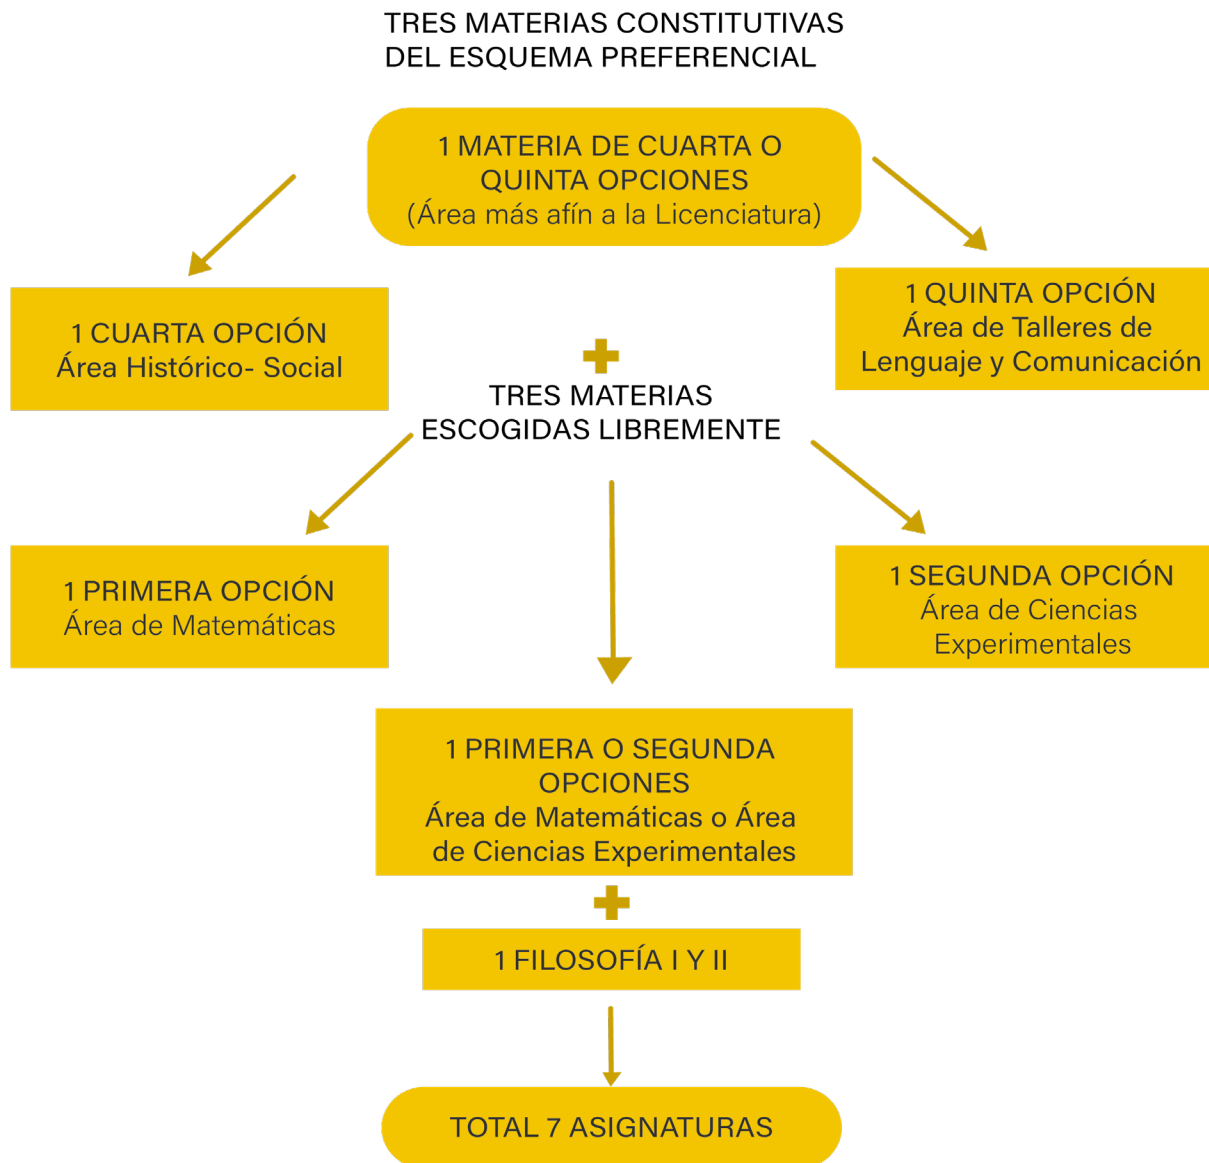 TRES MATERIAS CONSTITUTIVAS
DEL ESQUEMA PREFERENCIAL
1 MATERIA DE CUARTA O
QUINTA OPCIONES
(Área más afín a la Licenciatura)
1 CUARTA OPCIÓN
Área Histórico- Social
1 QUINTA OPCIÓN
Área de Talleres de
Lenguaje y Comunicación
TRES MATERIAS
ESCOGIDAS LIBREMENTE
1 PRIMERA OPCIÓN
Área de Matemáticas
1 SEGUNDA OPCIÓN
Área de Ciencias
Experimentales
1 PRIMERA O SEGUNDA
OPCIONES
Área de Matemáticas o Área
de Ciencias Experimentales
1 FILOSOFÍA I Y II
TOTAL 7 ASIGNATURAS